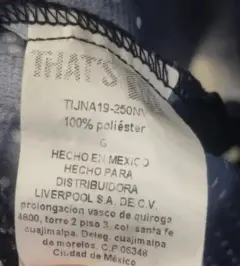 THAT'S
TIJNA19-250NV
100% poliéster
G
HECHO EN MEXICO
HECHO PARA
DISTRIBUIDORA
LIVERPOOL S.A. DE C.V.
prolongación vasco de quiroga
4800, torre 2 piso 3. col. santa fe
cuajimalpa. Deleg. cuajimalpa
de morelos. C.P 05348
Ciudad de México